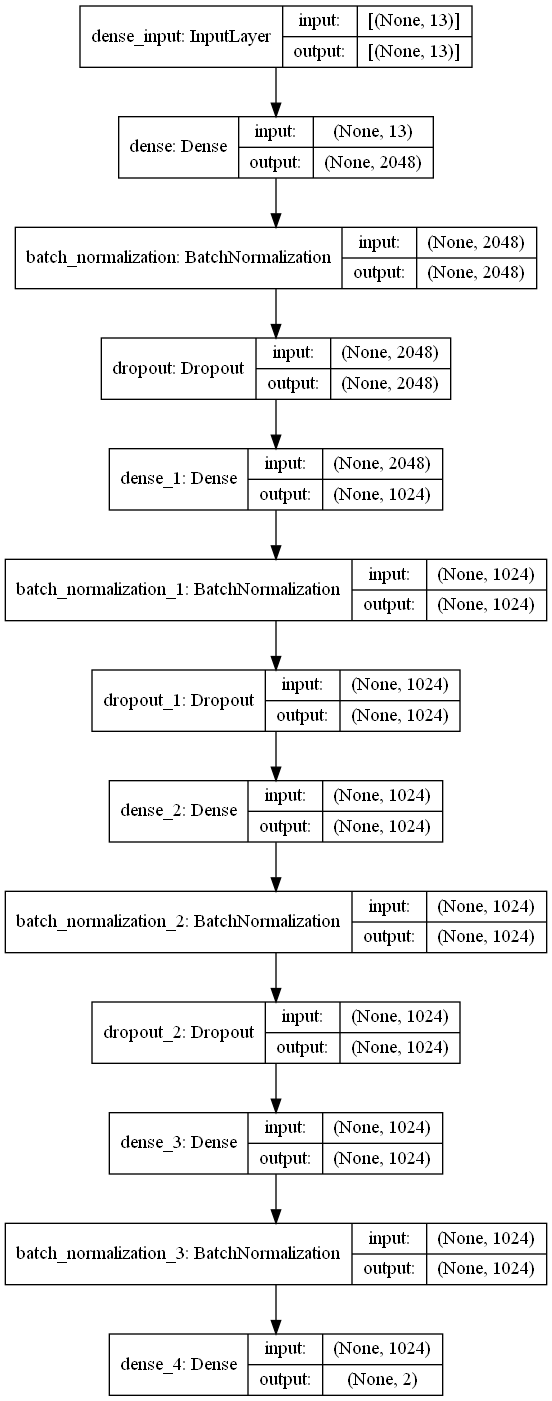 dense_input: InputLayer
input: [(None, 13)]
output: [(None, 13)]
dense: Dense
input: (None, 13)
output: (None, 2048)
batch_normalization: BatchNormalization
input: (None, 2048)
output: (None, 2048)
dropout: Dropout
input: (None, 2048)
output: (None, 2048)
dense_1: Dense
input: (None, 2048)
output: (None, 1024)
batch_normalization_1: BatchNormalization
input: (None, 1024)
output: (None, 1024)
dropout_1: Dropout
input: (None, 1024)
output: (None, 1024)
dense_2: Dense
input: (None, 1024)
output: (None, 1024)
batch_normalization_2: BatchNormalization
input: (None, 1024)
output: (None, 1024)
dropout_2: Dropout
input: (None, 1024)
output: (None, 1024)
dense_3: Dense
input: (None, 1024)
output: (None, 1024)
batch_normalization_3: BatchNormalization
input: (None, 1024)
output: (None, 1024)
dense_4: Dense
input: (None, 1024)
output: (None, 2)